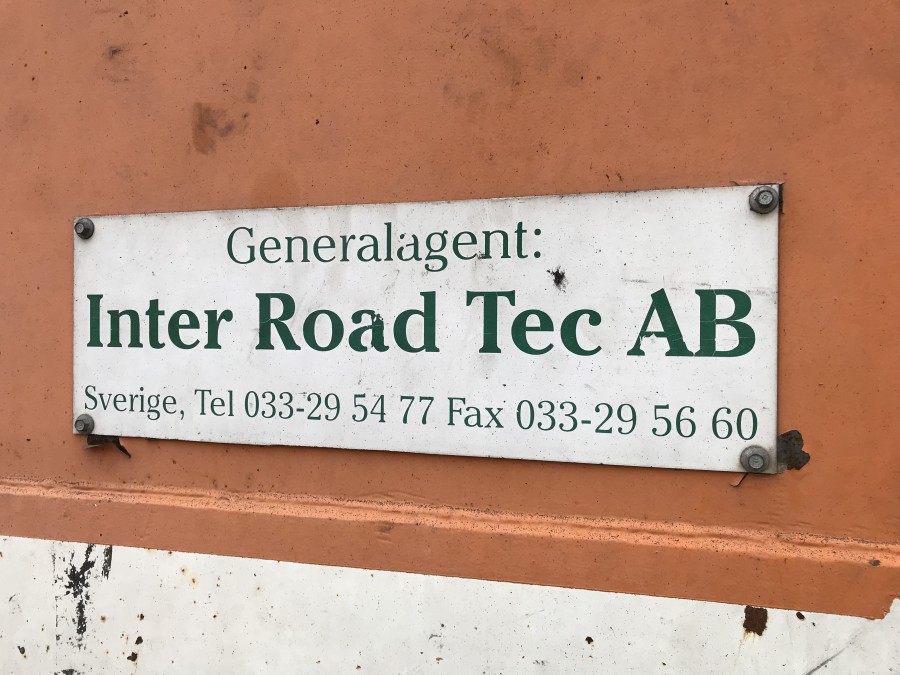 Generalagent:
Inter Road Tec AB
Sverige, Tel 033-29 54 77 Fax 033-29 56 60